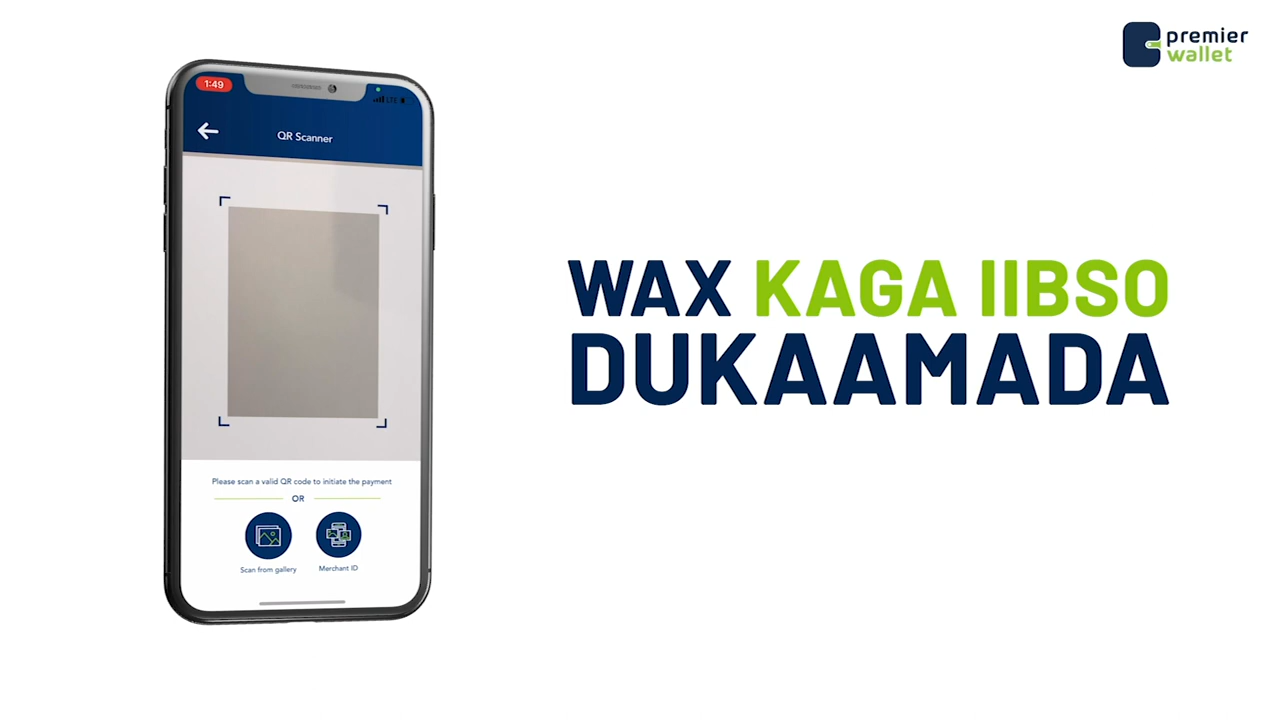 premier
wallet
1:49
LTE
QR Scanner
WAX KAGA IIBSO
DUKAAMADA
Please scan a valid QR code to initiate the payment
OR
Scan from gallery
Merchant ID